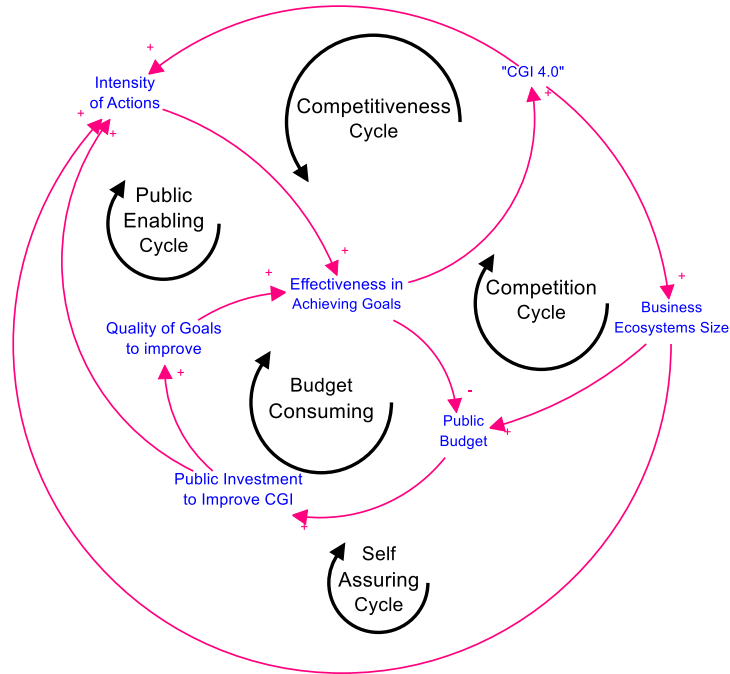 +
"CGI 4.0"
Intensity
of Actions
+
+
+
Competitiveness
Cycle
Public
Enabling
Cycle
+
+
+
Effectiveness in
Achieving Goals
Competition
Cycle
Business
Ecosystems Size
Quality of Goals
to improve
+
Budget
Consuming
-
Public
Budget
+
Public Investment
to Improve CGI
+
Self
Assuring
Cycle